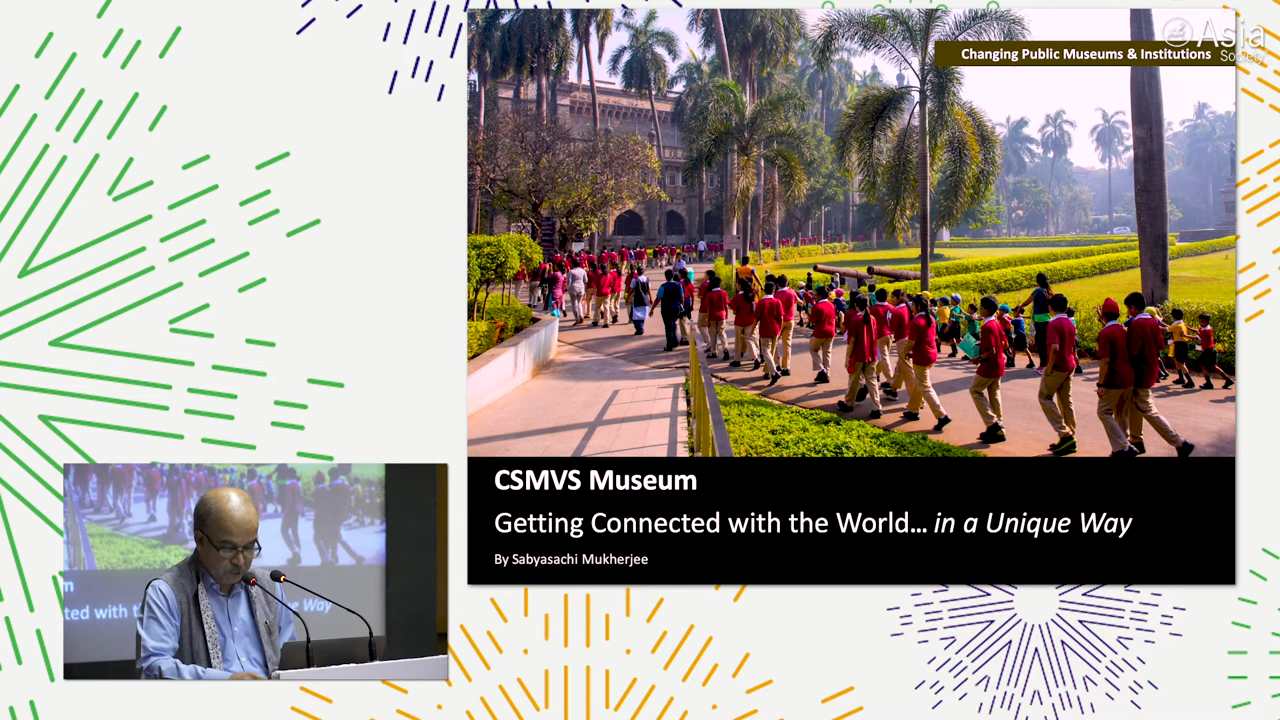 Asia
Society
Changing Public Museums & Institutions
CSMVS Museum
Getting Connected with the World... in a Unique Way
By Sabyasachi Mukherjee
m
ted with t
ue Way